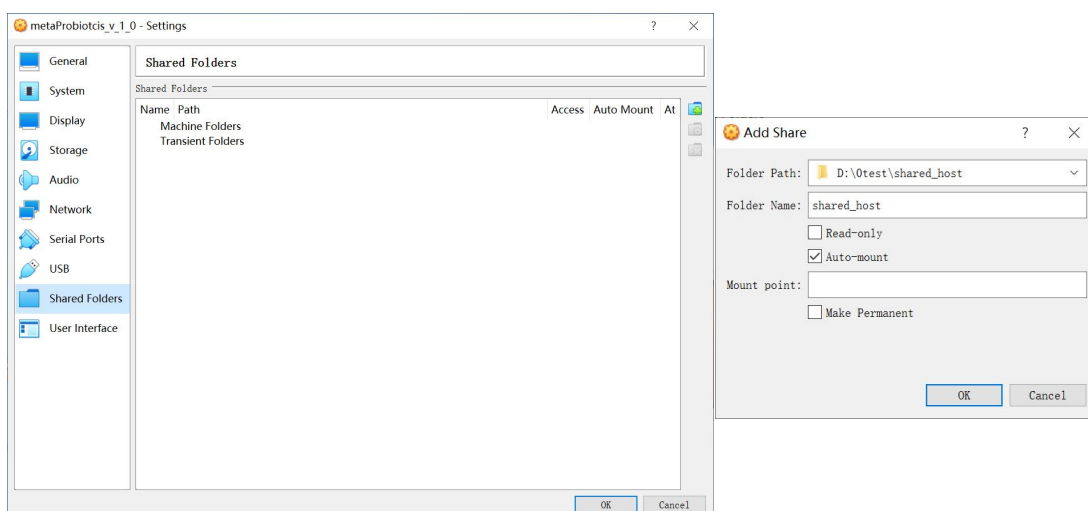 metaProbiotcis_v_1_0 - Settings
?
×
General
System
Display
Storage
Audio
Network
Serial Ports
USB
Shared Folders
User Interface
Shared Folders
Shared Folders
Name Path Access Auto Mount At
Machine Folders
Transient Folders
OK
Cancel
Add Share
?
×
Folder Path: D:\0test\shared_host
Folder Name: shared_host
Read-only
Auto-mount
Mount point:
Make Permanent
OK
Cancel